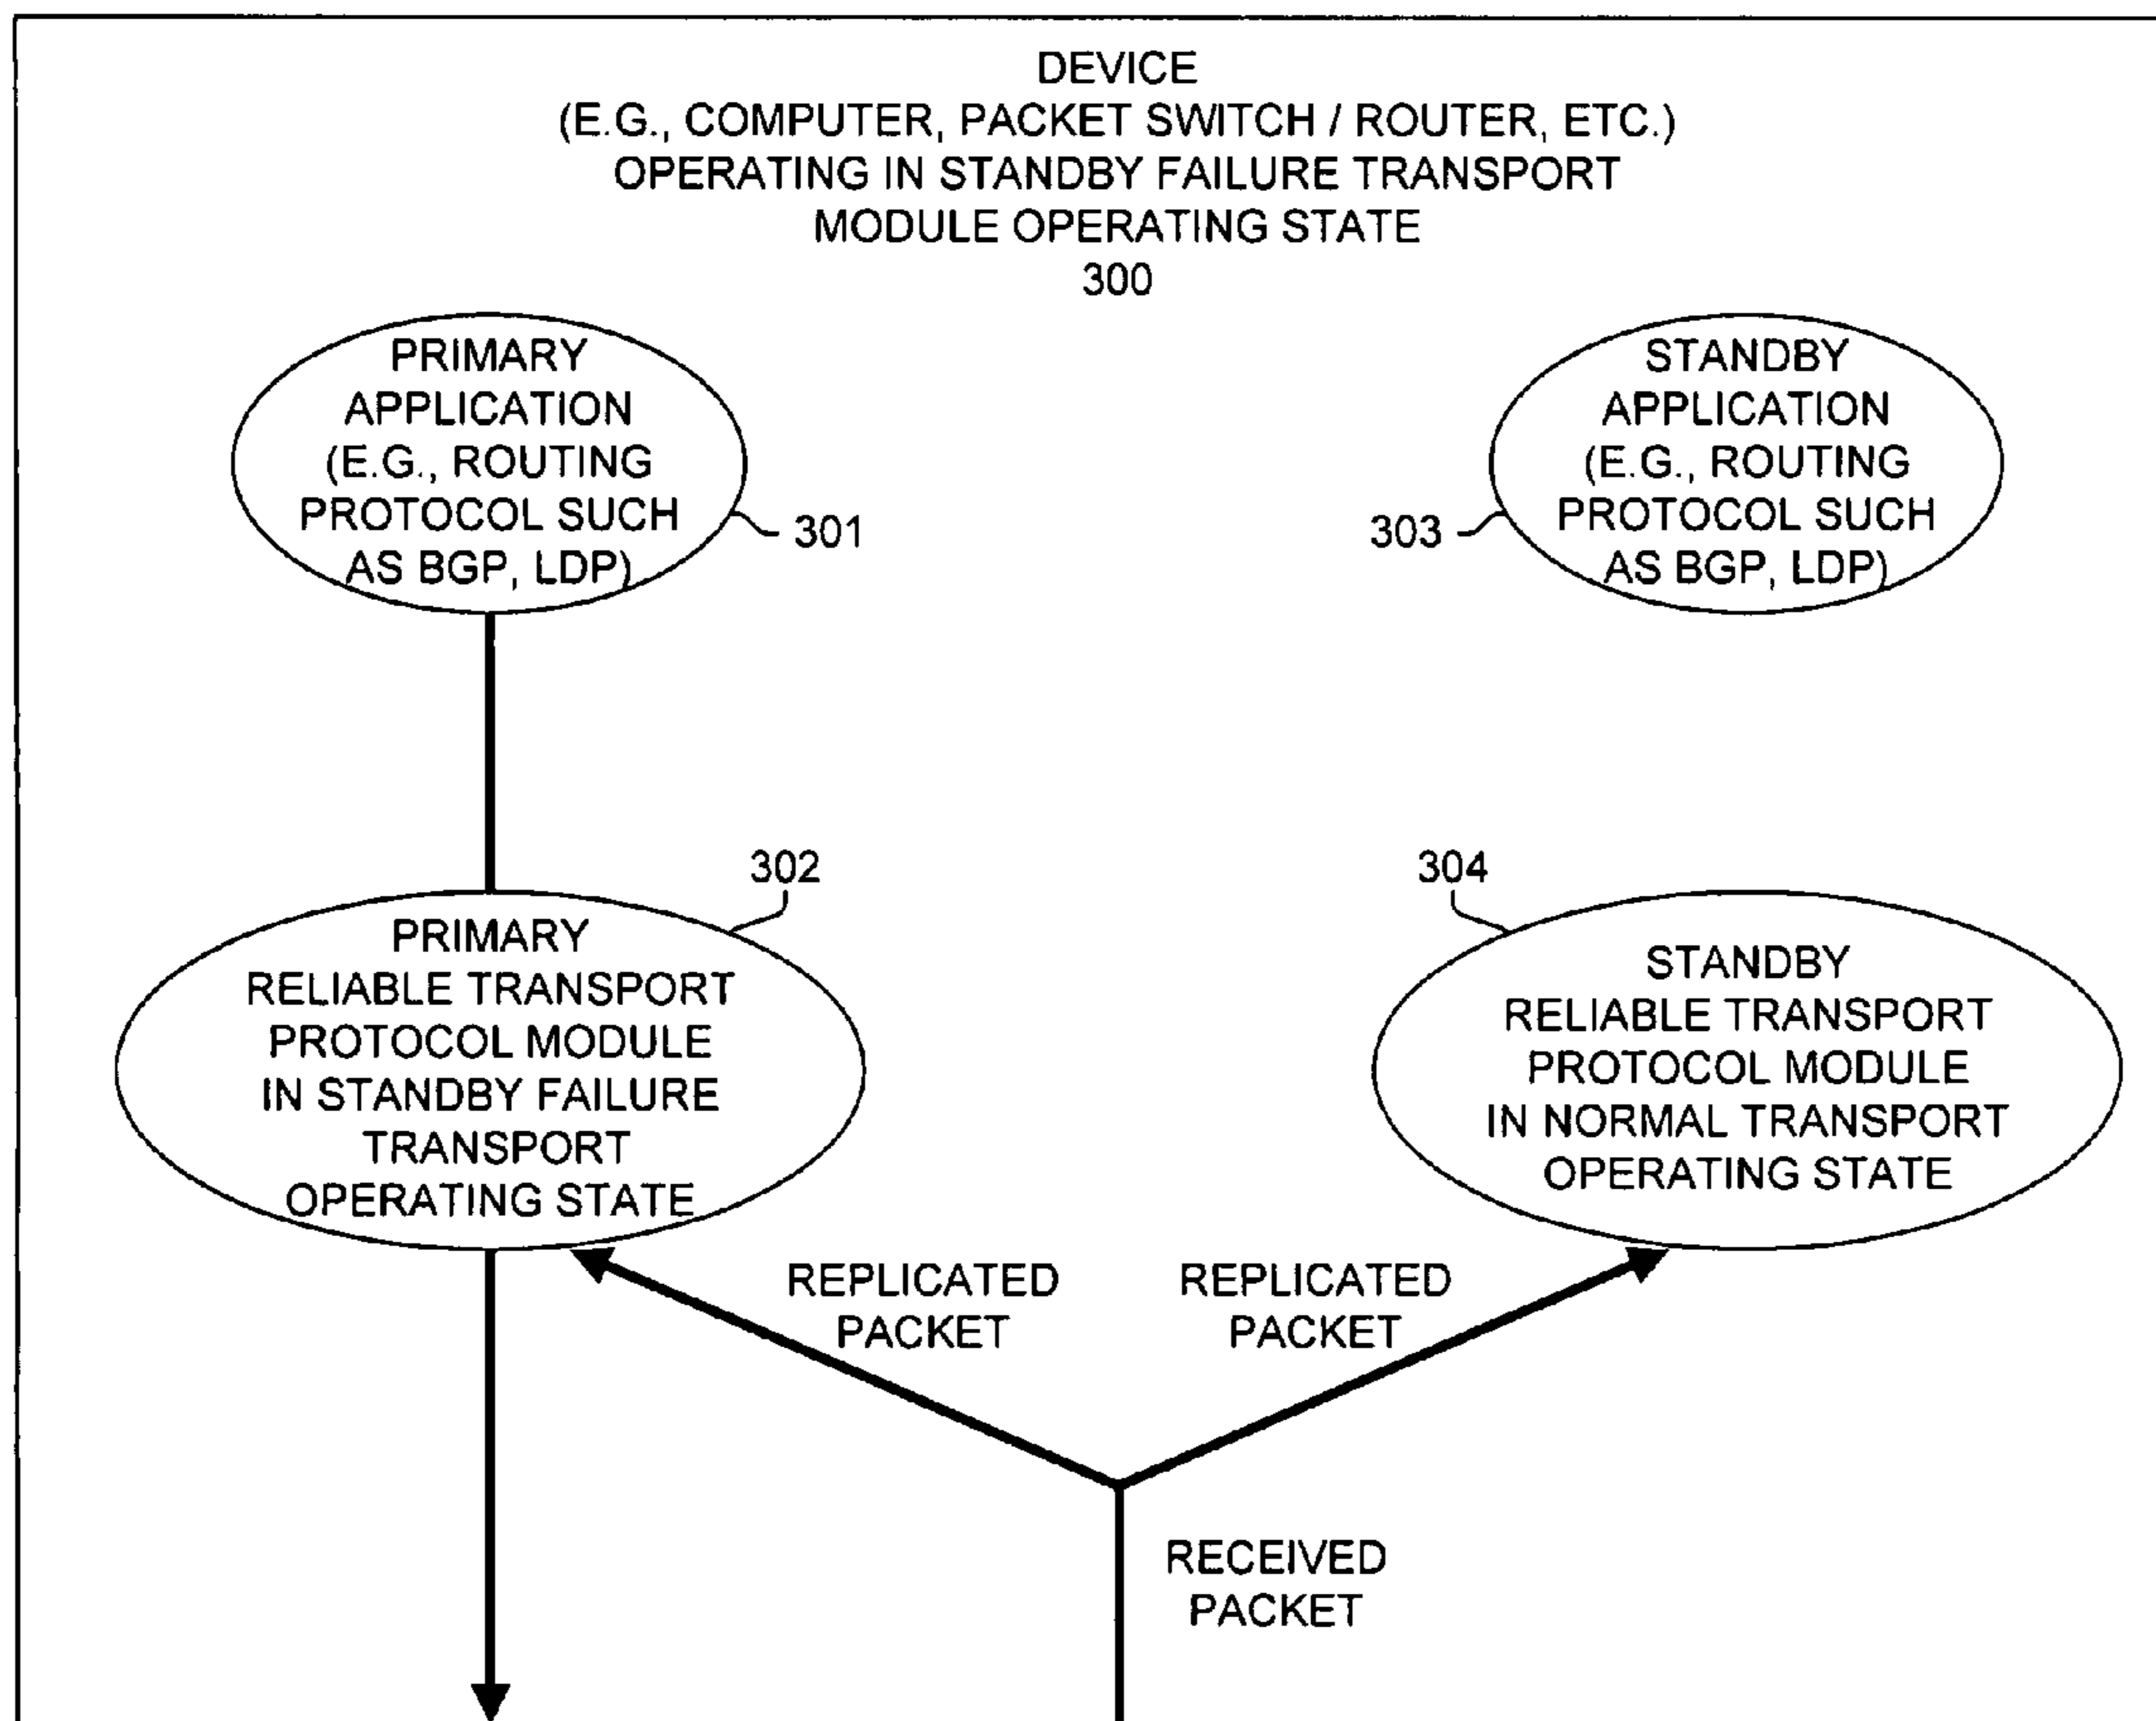 DEVICE
(E.G., COMPUTER, PACKET SWITCH / ROUTER, ETC.)
OPERATING IN STANDBY FAILURE TRANSPORT
MODULE OPERATING STATE
300
PRIMARY
APPLICATION
(E.G., ROUTING
PROTOCOL SUCH
AS BGP, LDP)
301
STANDBY
APPLICATION
(E.G., ROUTING
PROTOCOL SUCH
AS BGP, LDP)
303
302
PRIMARY
RELIABLE TRANSPORT
PROTOCOL MODULE
IN STANDBY FAILURE
TRANSPORT
OPERATING STATE
304
STANDBY
RELIABLE TRANSPORT
PROTOCOL MODULE
IN NORMAL TRANSPORT
OPERATING STATE
REPLICATED
PACKET
REPLICATED
PACKET
RECEIVED
PACKET